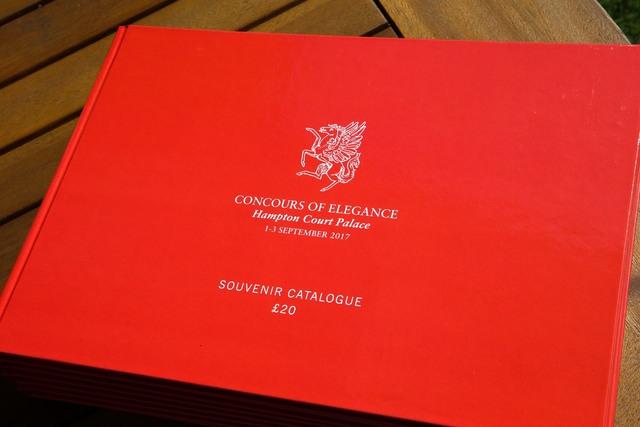 CONCOURS OF ELEGANCE
Hampton Court Palace
1-3 SEPTEMBER 2017
SOUVENIR CATALOGUE
£20